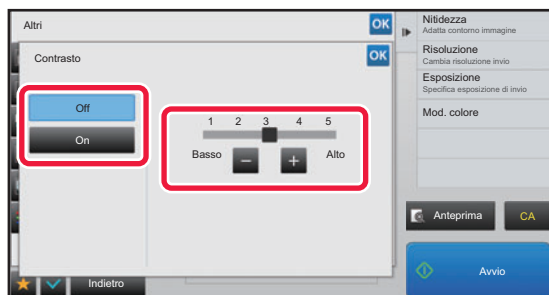 Altri
OK
Contrasto
OK
Off
On
1 2 3 4 5
Basso - + Alto
Indietro
Nitidezza
Adatta contorno immagine
Risoluzione
Cambia risoluzione invio
Esposizione
Specifica esposizione di invio
Mod. colore
Anteprima
CA
Avvio